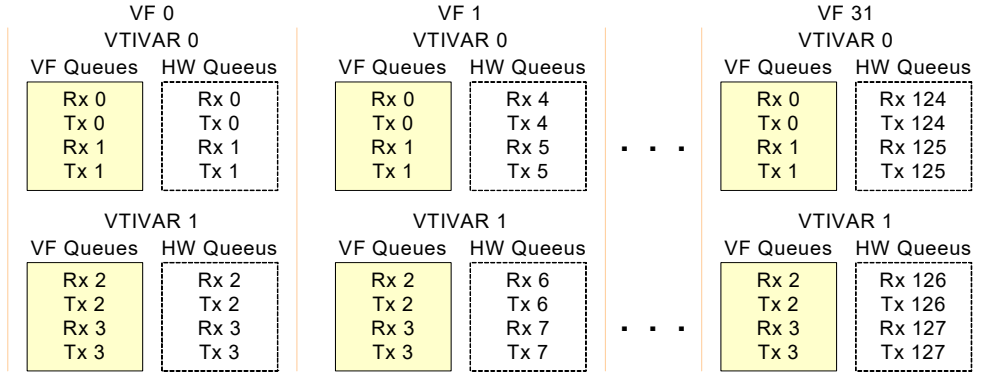 VF 0 VF 1 VF 31
VTIVAR 0 VTIVAR 0 VTIVAR 0
VF Queues HW Queeus VF Queues HW Queeus VF Queues HW Queeus
Rx 0 Rx 0 Rx 0 Rx 4 Rx 0 Rx 124
Tx 0 Tx 0 Tx 0 Tx 4 Tx 0 Tx 124
Rx 1 Rx 1 Rx 1 Rx 5 . . . Rx 1 Rx 125
Tx 1 Tx 1 Tx 1 Tx 5 Tx 1 Tx 125
VTIVAR 1 VTIVAR 1 VTIVAR 1
VF Queues HW Queeus VF Queues HW Queeus VF Queues HW Queeus
Rx 2 Rx 2 Rx 2 Rx 6 Rx 2 Rx 126
Tx 2 Tx 2 Tx 2 Tx 6 Tx 2 Tx 126
Rx 3 Rx 3 Rx 3 Rx 7 . . . Rx 3 Rx 127
Tx 3 Tx 3 Tx 3 Tx 7 Tx 3 Tx 127